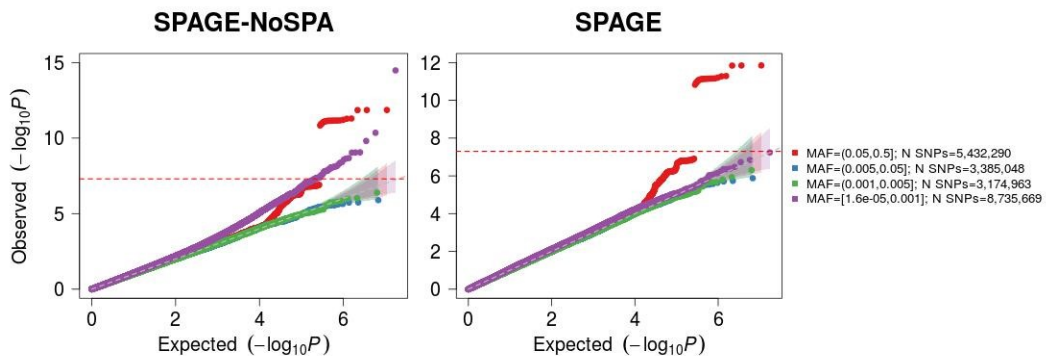 SPAGE-NoSPA
SPAGE
15
10
5
0
12
10
8
6
4
2
0
Observed (−log10P)
0 2 4 6
0 2 4 6
Expected (−log10P)
Expected (−log10P)
MAF=(0.05,0.5]; N SNPs=5,432,290
MAF=(0.005,0.05]; N SNPs=3,385,048
MAF=(0.001,0.005]; N SNPs=3,174,963
MAF=[1.6e-05,0.001]; N SNPs=8,735,669